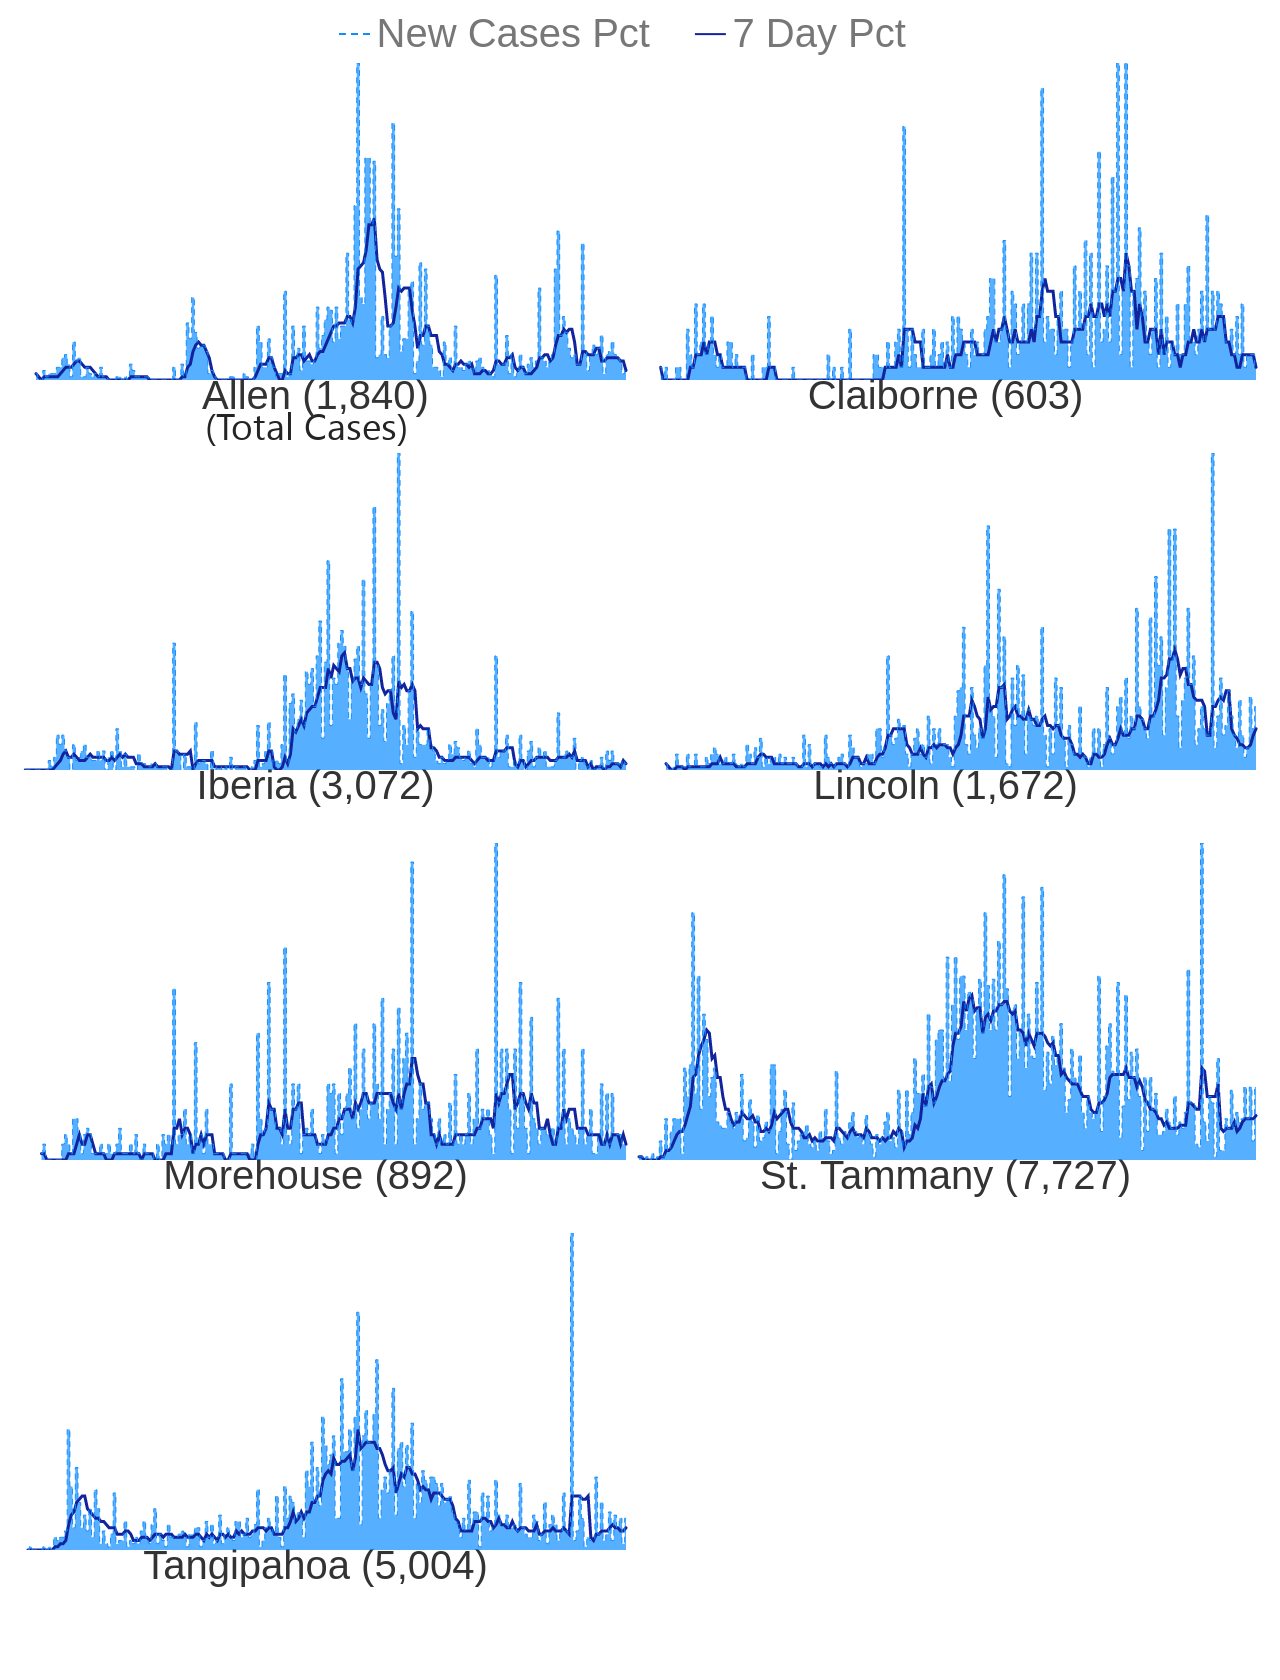 New Cases Pct 7 Day Pct
Allen (1,840) Claiborne (603)
(Total Cases)
Iberia (3,072) Lincoln (1,672)
Morehouse (892) St. Tammany (7,727)
Tangipahoa (5,004)